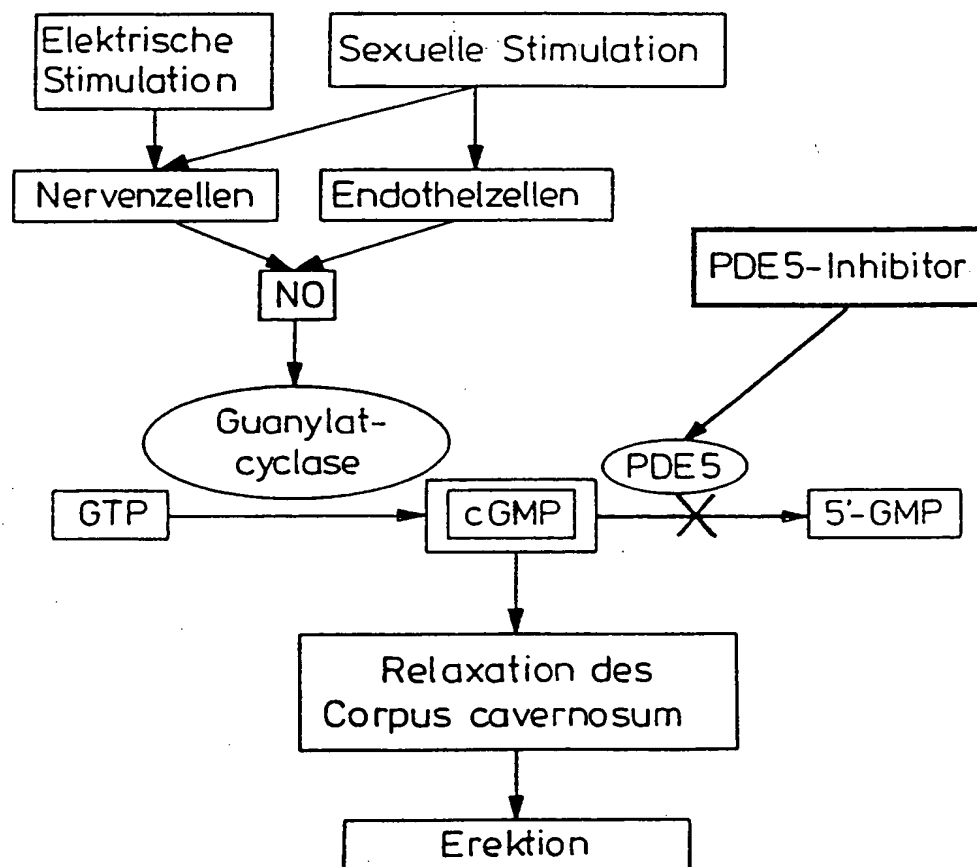 Elektrische
Stimulation
Sexuelle Stimulation
Nervenzellen
Endothelzellen
NO
PDE5-Inhibitor
Guanylat-
cyclase
PDE5
GTP
cGMP
5'-GMP
Relaxation des
Corpus cavernosum
Erektion